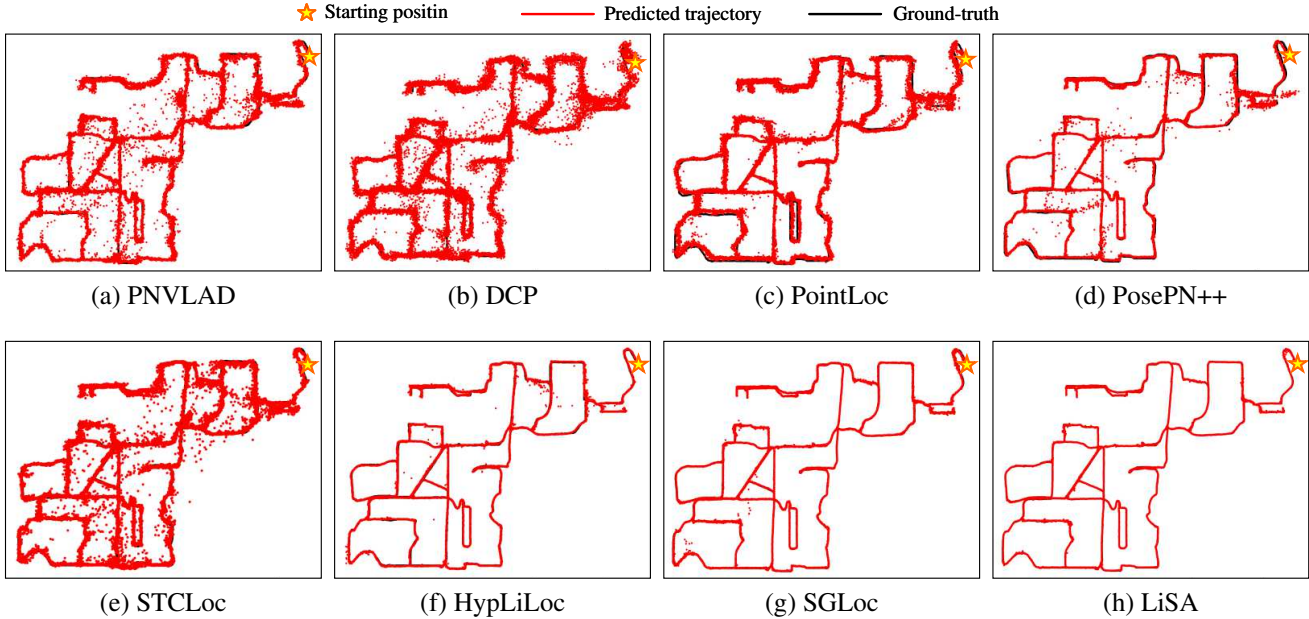 Starting positin Predicted trajectory Ground-truth
(a) PNVLAD (b) DCP (c) PointLoc (d) PosePN++
(e) STCLoc (f) HypLiLoc (g) SGLoc (h) LiSA